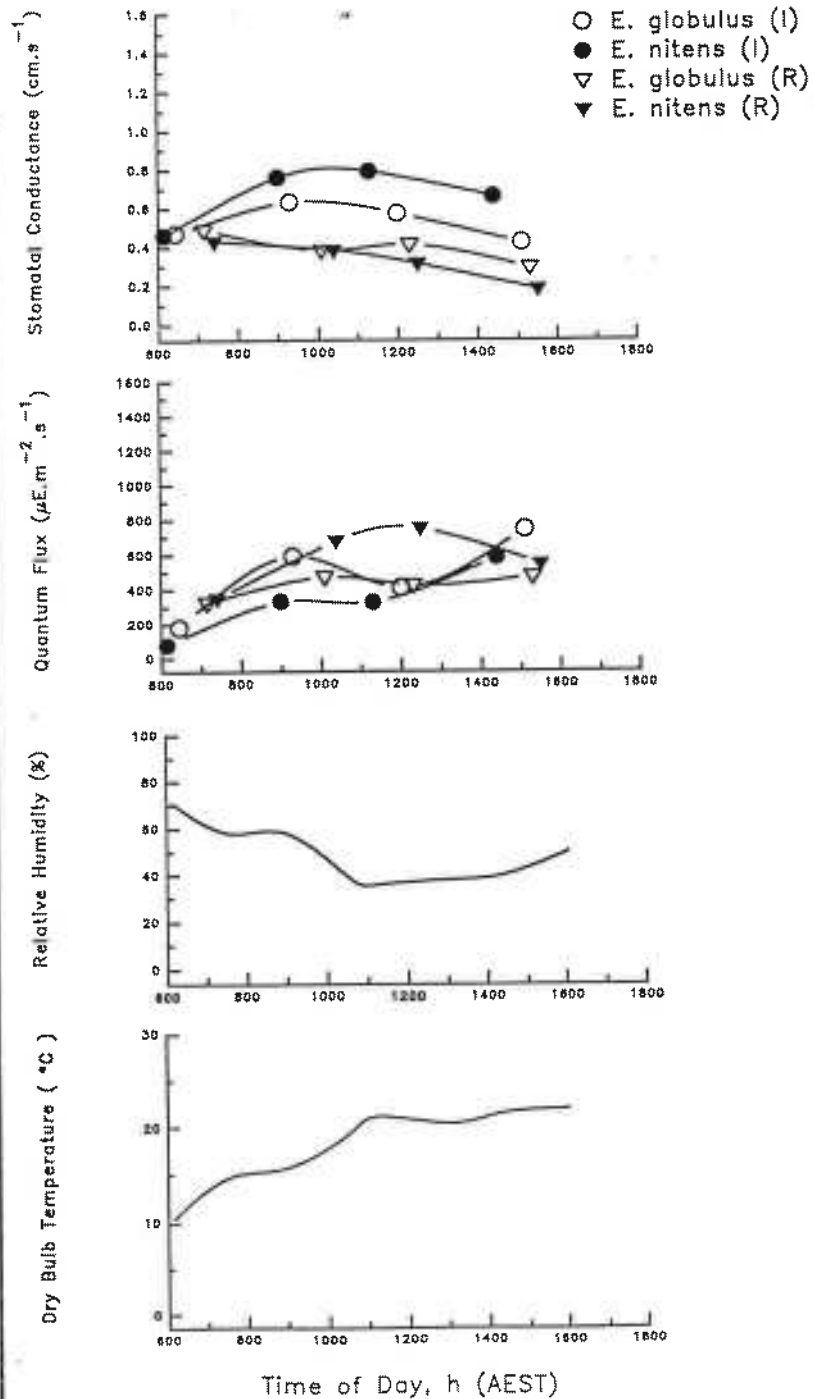 ○ E. globulus (I)
● E. nitens (I)
▽ E. globulus (R)
▼ E. nitens (R)
Stomatal Conductance (cm.s⁻¹)
1.6
1.4
1.2
1.0
0.8
0.6
0.4
0.2
0.0
600 800 1000 1200 1400 1600 1800
Quantum Flux (μE.m⁻².s⁻¹)
1600
1400
1200
1000
800
600
400
200
0
600 800 1000 1200 1400 1600 1800
Relative Humidity (%)
100
80
60
40
20
0
600 800 1000 1200 1400 1600 1800
Dry Bulb Temperature ( °C )
30
20
10
0
600 800 1000 1200 1400 1600 1800
Time of Day, h (AEST)